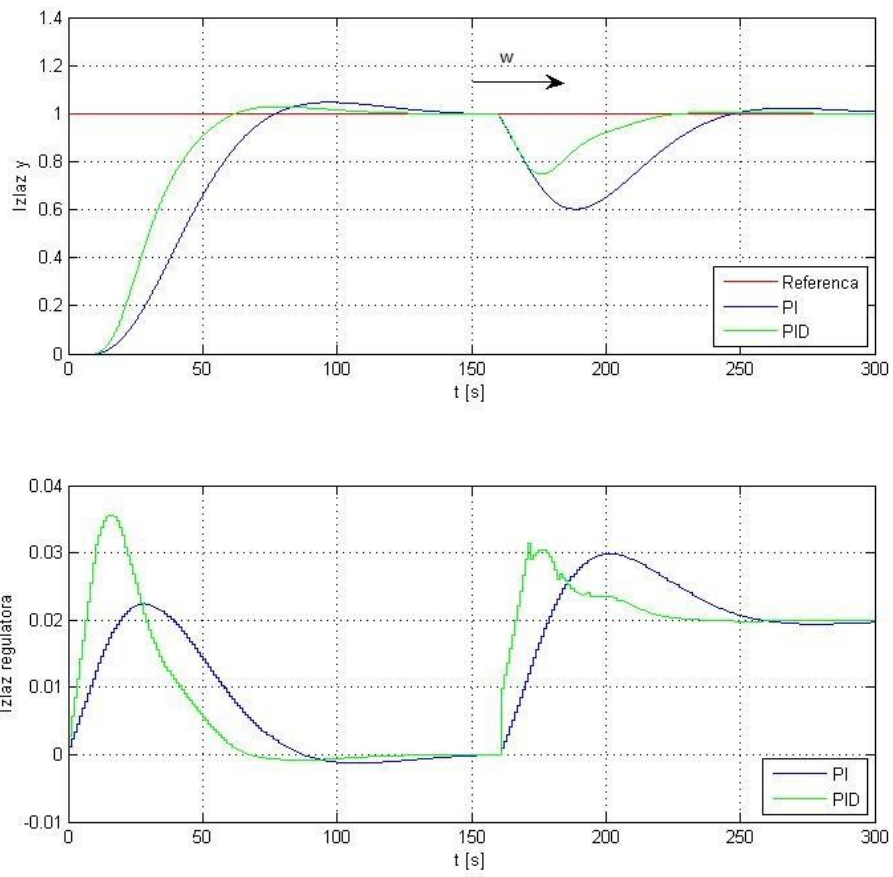 1.4
1.2
1
0.8
0.6
0.4
0.2
0
Izlaz y
w
Referenca
PI
PID
0 50 100 150 200 250 300
t [s]
0.04
0.03
0.02
0.01
0
-0.01
Izlaz regulatora
PI
PID
0 50 100 150 200 250 300
t [s]